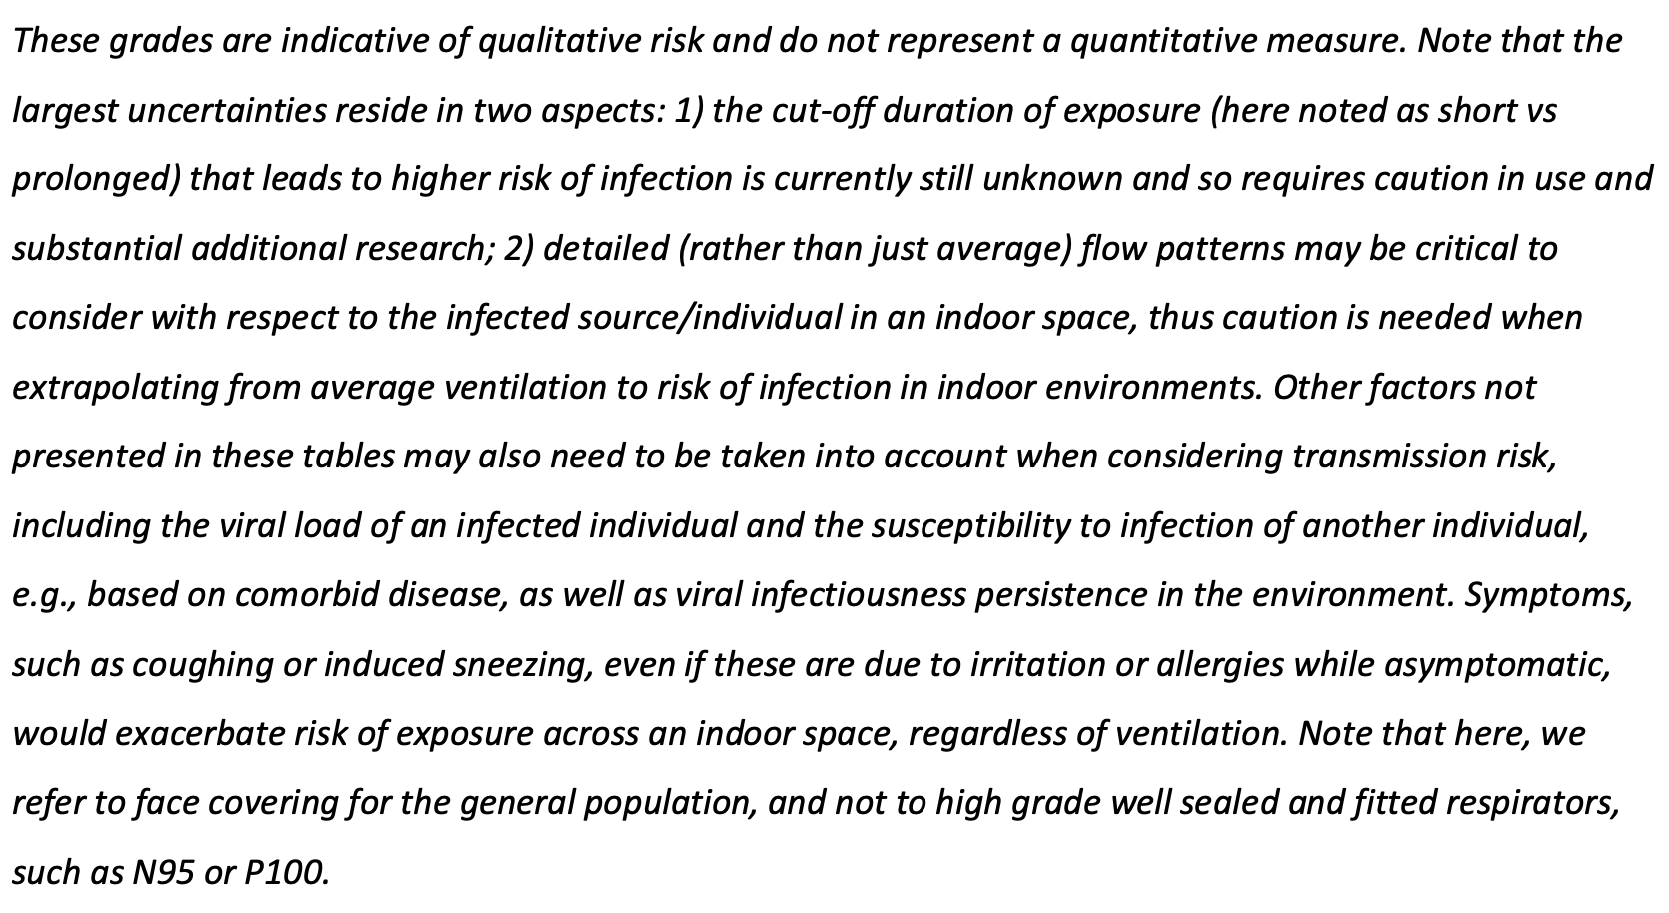 These grades are indicative of qualitative risk and do not represent a quantitative measure. Note that the
largest uncertainties reside in two aspects: 1) the cut-off duration of exposure (here noted as short vs
prolonged) that leads to higher risk of infection is currently still unknown and so requires caution in use and
substantial additional research; 2) detailed (rather than just average) flow patterns may be critical to
consider with respect to the infected source/individual in an indoor space, thus caution is needed when
extrapolating from average ventilation to risk of infection in indoor environments. Other factors not
presented in these tables may also need to be taken into account when considering transmission risk,
including the viral load of an infected individual and the susceptibility to infection of another individual,
e.g., based on comorbid disease, as well as viral infectiousness persistence in the environment. Symptoms,
such as coughing or induced sneezing, even if these are due to irritation or allergies while asymptomatic,
would exacerbate risk of exposure across an indoor space, regardless of ventilation. Note that here, we
refer to face covering for the general population, and not to high grade well sealed and fitted respirators,
such as N95 or P100.